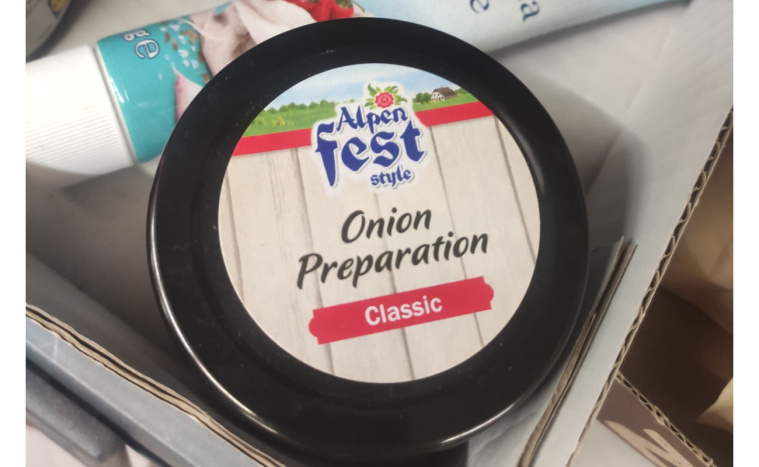 Alpen
fest
style
Onion
Preparation
Classic